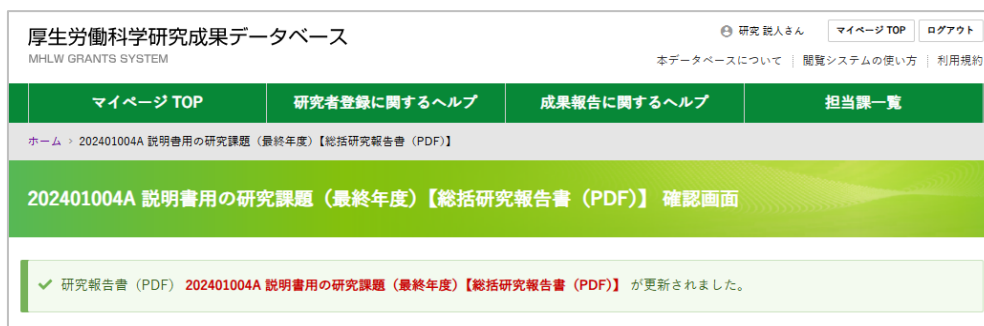 厚生労働科学研究成果データベース
MHLW GRANTS SYSTEM
研究 説人さん マイページ TOP ログアウト
本データベースについて | 閲覧システムの使い方 | 利用規約
マイページ TOP 研究者登録に関するヘルプ 成果報告に関するヘルプ 担当課一覧
ホーム › 202401004A 説明書用の研究課題（最終年度）【総括研究報告書（PDF）】
202401004A 説明書用の研究課題（最終年度）【総括研究報告書（PDF）】 確認画面
研究報告書（PDF） 202401004A 説明書用の研究課題（最終年度）【総括研究報告書（PDF）】 が更新されました。